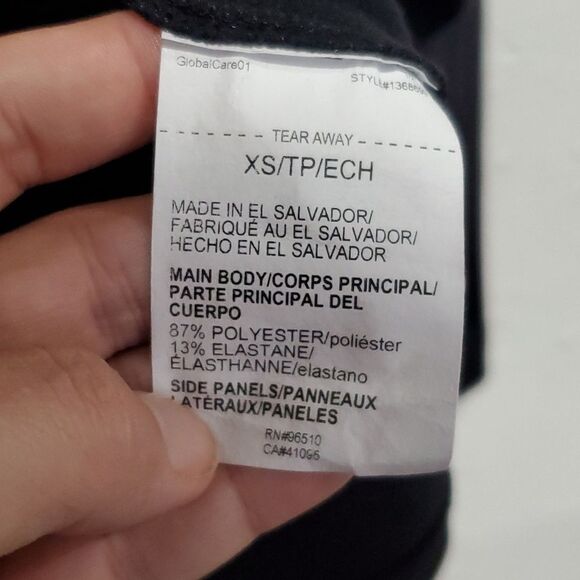 GlobalCare01
TEAR AWAY
XS/TP/ECH
MADE IN EL SALVADOR/
FABRIQUÉ AU EL SALVADOR/
HECHO EN EL SALVADOR
MAIN BODY/CORPS PRINCIPAL/
PARTE PRINCIPAL DEL
CUERPO
87% POLYESTER/poliéster
13% ELASTANE/
ÉLASTHANNE/elastano
SIDE PANELS/PANNEAUX
LATÉRAUX/PANELES
RN#96510
CA#41095